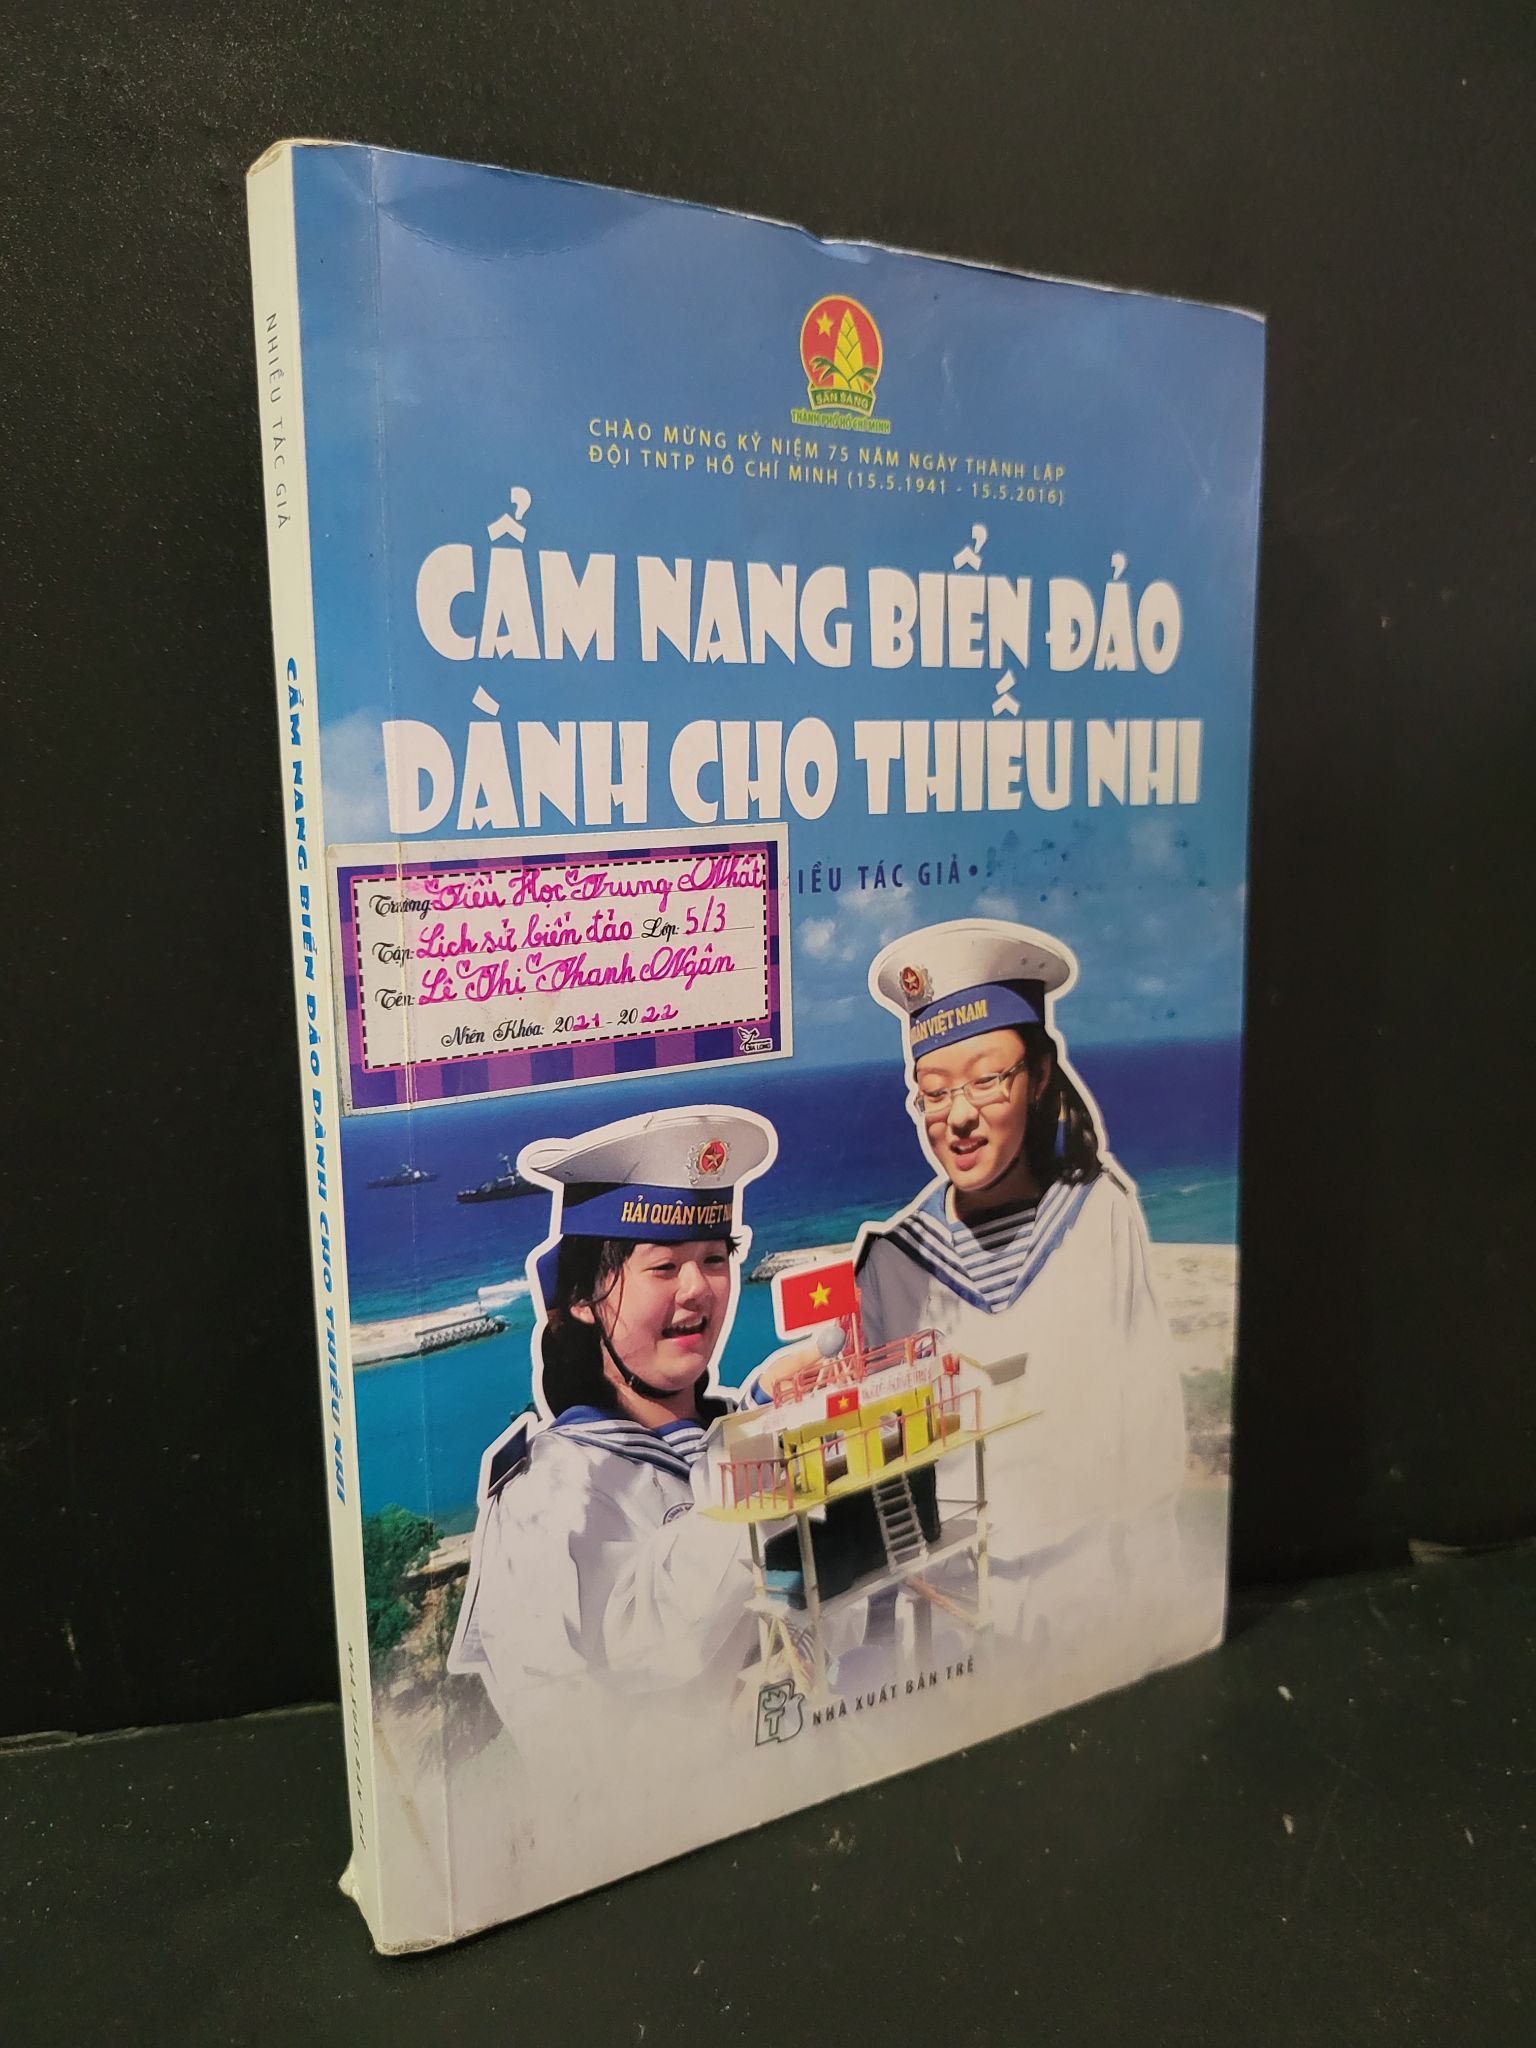 NHIỀU TÁC GIẢ
CẨM NANG BIỂN ĐẢO DÀNH CHO THIẾU NHI
NHÀ XUẤT BẢN TRẺ
SẴN SÀNG
THÀNH PHỐ HỒ CHÍ MINH
CHÀO MỪNG KỶ NIỆM 75 NĂM NGÀY THÀNH LẬP
ĐỘI TNTP HỒ CHÍ MINH (15.5.1941 - 15.5.2016)
CẨM NANG BIỂN ĐẢO
DÀNH CHO THIẾU NHI
IỀU TÁC GIẢ •
Trường: Tiểu Học Trung Nhất
Tập: Lịch sử biển đảo Lớp: 5/3
Tên: Lê Thị Thanh Ngân
Niên Khóa: 2021 - 2022
GIA LONG
QUÂN VIỆT NAM
HẢI QUÂN VIỆT NA
NHÀ XUẤT BẢN TRẺ